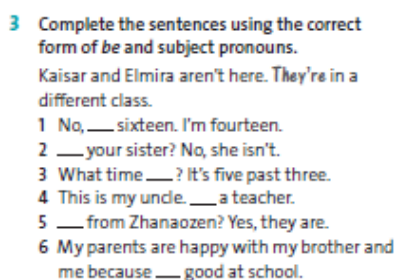 3 Complete the sentences using the correct
form of be and subject pronouns.
Kaisar and Elmira aren't here. They're in a
different class.
1 No, ___ sixteen. I'm fourteen.
2 ___ your sister? No, she isn't.
3 What time ___ ? It's five past three.
4 This is my uncle. ___ a teacher.
5 ___ from Zhanaozen? Yes, they are.
6 My parents are happy with my brother and
me because ___ good at school.